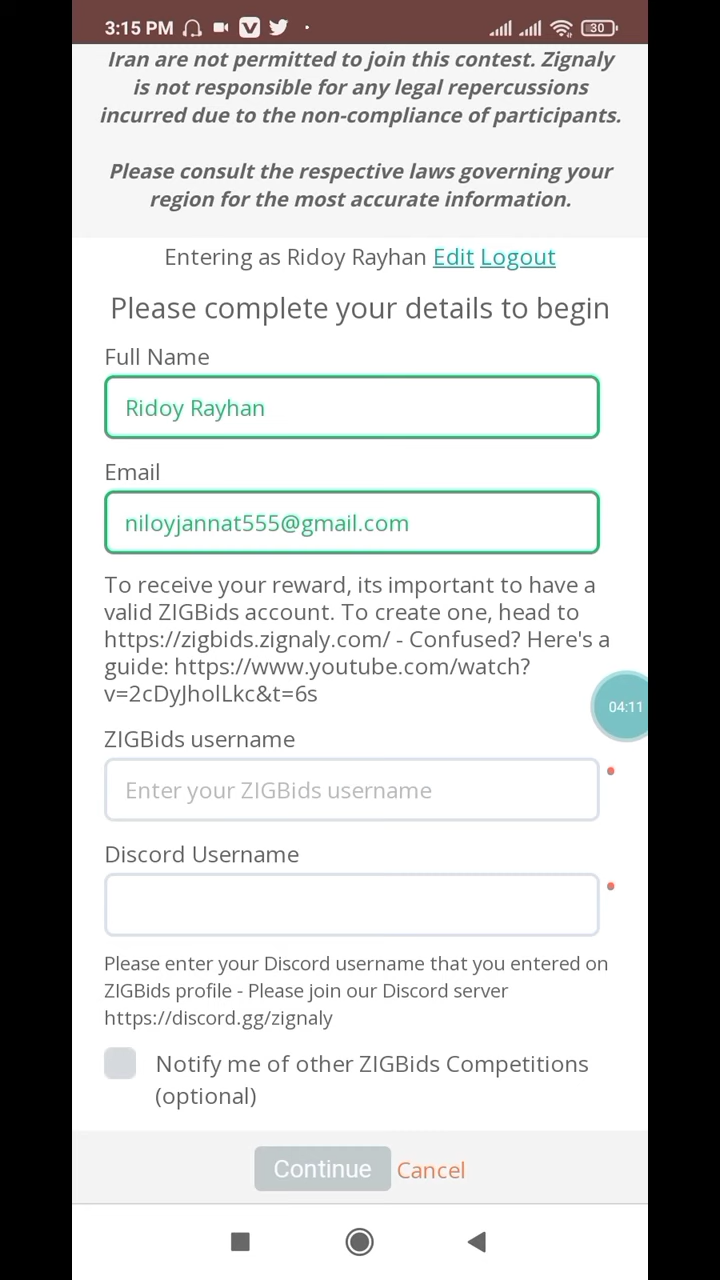 3:15 PM
30
Iran are not permitted to join this contest. Zignaly
is not responsible for any legal repercussions
incurred due to the non-compliance of participants.
Please consult the respective laws governing your
region for the most accurate information.
Entering as Ridoy Rayhan Edit Logout
Please complete your details to begin
Full Name
Ridoy Rayhan
Email
niloyjannat555@gmail.com
To receive your reward, its important to have a
valid ZIGBids account. To create one, head to
https://zigbids.zignaly.com/ - Confused? Here's a
guide: https://www.youtube.com/watch?
v=2cDyJholLkc&t=6s
04:11
ZIGBids username
Enter your ZIGBids username
Discord Username
Please enter your Discord username that you entered on
ZIGBids profile - Please join our Discord server
https://discord.gg/zignaly
Notify me of other ZIGBids Competitions
(optional)
Continue Cancel